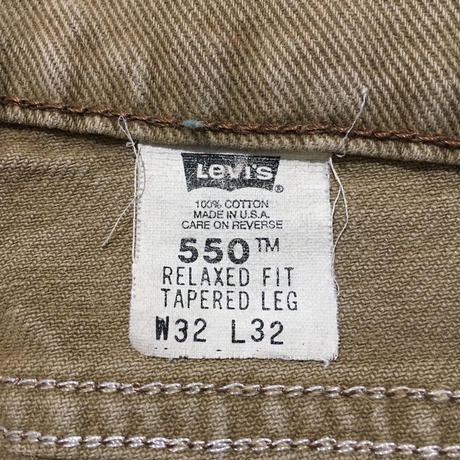 Levi's ®
100% COTTON
MADE IN U.S.A.
CARE ON REVERSE
550™
RELAXED FIT
TAPERED LEG
W32 L32